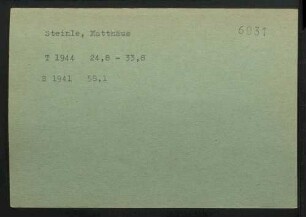 Steinle, Matthäus
6031
T 1944 24,8 - 33,8
S 1941 55,1